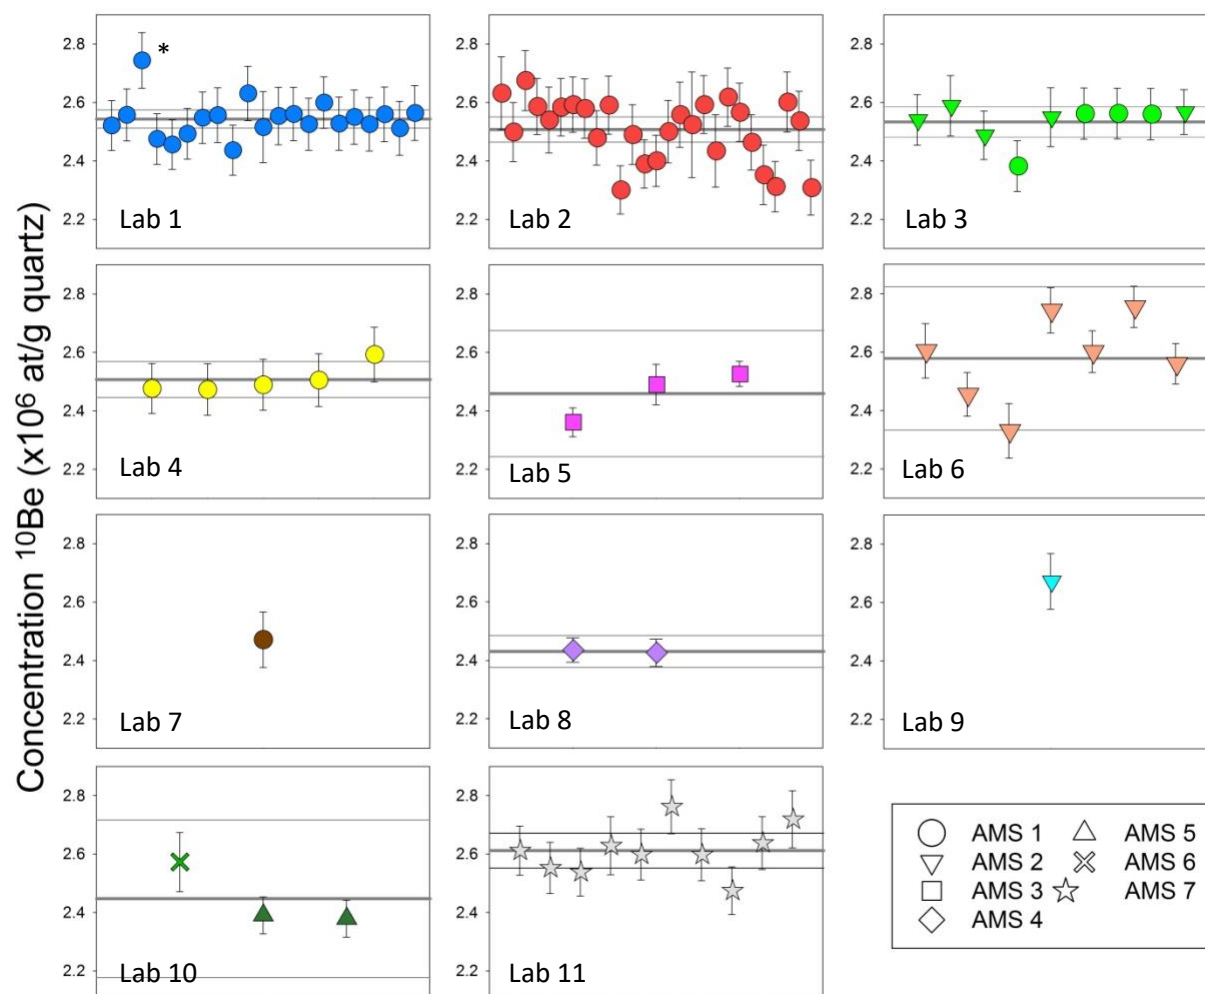 Concentration ¹⁰Be (x10⁶ at/g quartz)
2.8
2.6
2.4
2.2
*
Lab 1
2.8
2.6
2.4
2.2
Lab 2
2.8
2.6
2.4
2.2
Lab 3
2.8
2.6
2.4
2.2
Lab 4
2.8
2.6
2.4
2.2
Lab 5
2.8
2.6
2.4
2.2
Lab 6
2.8
2.6
2.4
2.2
Lab 7
2.8
2.6
2.4
2.2
Lab 8
2.8
2.6
2.4
2.2
Lab 9
2.8
2.6
2.4
2.2
Lab 10
2.8
2.6
2.4
2.2
Lab 11
AMS 1
AMS 2
AMS 3
AMS 4
AMS 5
AMS 6
AMS 7